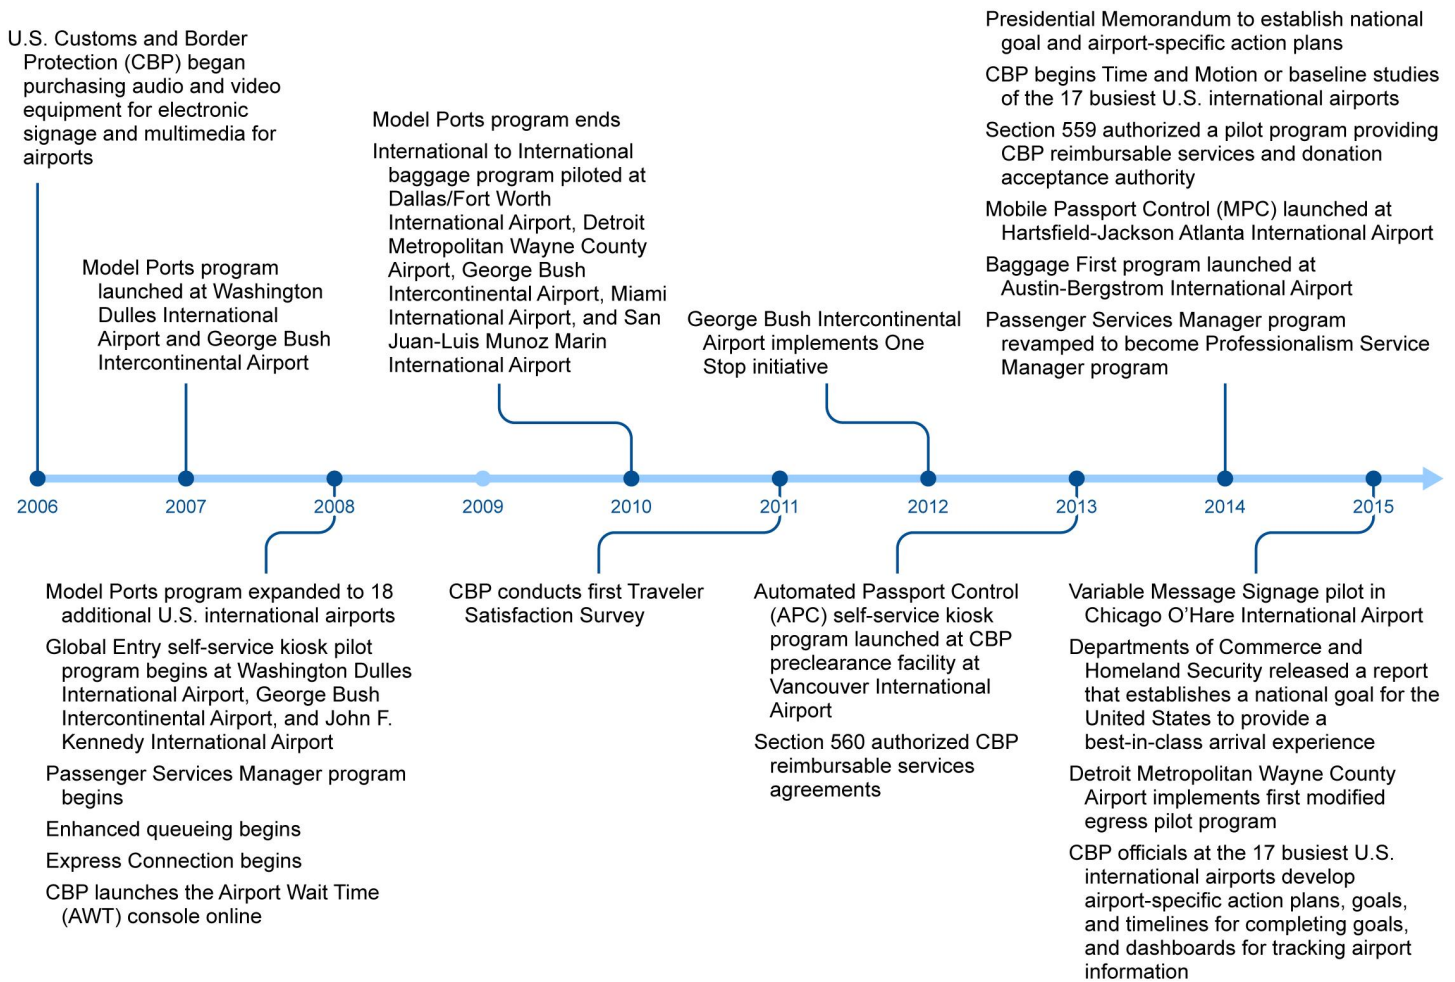 U.S. Customs and Border
Protection (CBP) began
purchasing audio and video
equipment for electronic
signage and multimedia for
airports
Model Ports program
launched at Washington
Dulles International
Airport and George Bush
Intercontinental Airport
Model Ports program ends
International to International
baggage program piloted at
Dallas/Fort Worth
International Airport, Detroit
Metropolitan Wayne County
Airport, George Bush
Intercontinental Airport, Miami
International Airport, and San
Juan-Luis Munoz Marin
International Airport
George Bush Intercontinental
Airport implements One
Stop initiative
Presidential Memorandum to establish national
goal and airport-specific action plans
CBP begins Time and Motion or baseline studies
of the 17 busiest U.S. international airports
Section 559 authorized a pilot program providing
CBP reimbursable services and donation
acceptance authority
Mobile Passport Control (MPC) launched at
Hartsfield-Jackson Atlanta International Airport
Baggage First program launched at
Austin-Bergstrom International Airport
Passenger Services Manager program
revamped to become Professionalism Service
Manager program
2006
2007
2008
2009
2010
2011
2012
2013
2014
2015
Model Ports program expanded to 18
additional U.S. international airports
Global Entry self-service kiosk pilot
program begins at Washington Dulles
International Airport, George Bush
Intercontinental Airport, and John F.
Kennedy International Airport
Passenger Services Manager program
begins
Enhanced queueing begins
Express Connection begins
CBP launches the Airport Wait Time
(AWT) console online
CBP conducts first Traveler
Satisfaction Survey
Automated Passport Control
(APC) self-service kiosk
program launched at CBP
preclearance facility at
Vancouver International
Airport
Section 560 authorized CBP
reimbursable services
agreements
Variable Message Signage pilot in
Chicago O'Hare International Airport
Departments of Commerce and
Homeland Security released a report
that establishes a national goal for the
United States to provide a
best-in-class arrival experience
Detroit Metropolitan Wayne County
Airport implements first modified
egress pilot program
CBP officials at the 17 busiest U.S.
international airports develop
airport-specific action plans, goals,
and timelines for completing goals,
and dashboards for tracking airport
information